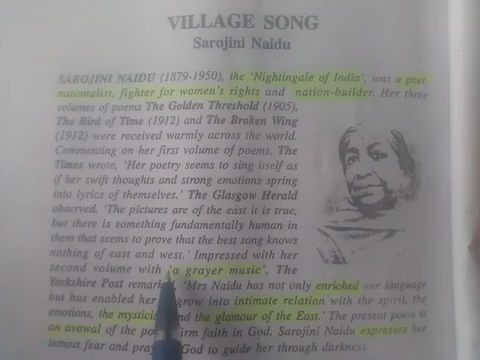 VILLAGE SONG
Sarojini Naidu
SAROJINI NAIDU (1879-1950), the 'Nightingale of India', was a poet,
nationalist, fighter for women's rights and nation-builder. Her three
volumes of poems The Golden Threshold (1905),
The Bird of Time (1912) and The Broken Wing
(1912) were received warmly across the world.
Commenting on her first volume of poems, The
Times wrote, 'Her poetry seems to sing itself as
if her swift thoughts and strong emotions spring
into lyrics of themselves.' The Glasgow Herald
observed, 'The pictures are of the east it is true,
but there is something fundamentally human in
them that seems to prove that the best song knows
nothing of east and west.' Impressed with her
second volume with 'a grayer music', The
Yorkshire Post 'Mrs Naidu has not only enriched our language
but has enabled her grow into intimate relation with the spirit, the
emotions, the and the glamour of the East.' The present poem is
an avowal of the firm faith in God. Sarojini Naidu expresses her
inmost fear and God to guide her through darkness.